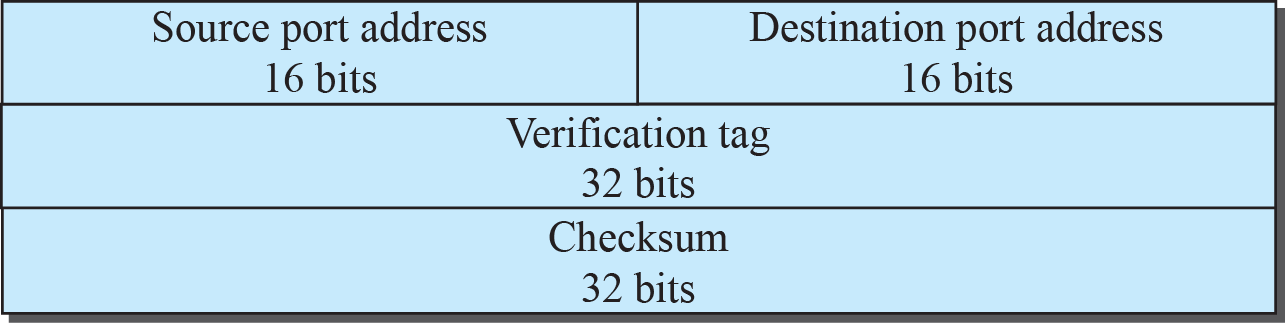 Source port address
16 bits
Destination port address
16 bits
Verification tag
32 bits
Checksum
32 bits